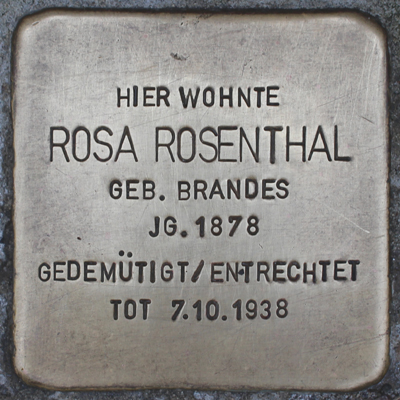 HIER WOHNTE
ROSA ROSENTHAL
GEB. BRANDES
JG. 1878
GEDEMÜTIGT/ENTRECHTET
TOT 7.10.1938